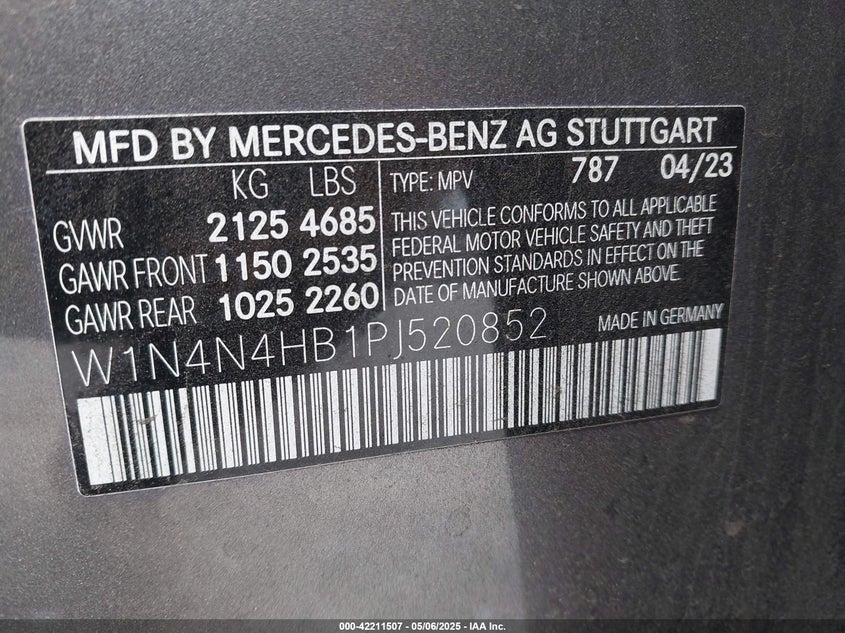 MFD BY MERCEDES-BENZ AG STUTTGART
KG LBS TYPE: MPV 787 04/23
GVWR 2125 4685
GAWR FRONT 1150 2535
GAWR REAR 1025 2260
THIS VEHICLE CONFORMS TO ALL APPLICABLE
FEDERAL MOTOR VEHICLE SAFETY AND THEFT
PREVENTION STANDARDS IN EFFECT ON THE
DATE OF MANUFACTURE SHOWN ABOVE.
W1N4N4HB1PJ520852 MADE IN GERMANY
000-42211507 - 05/06/2025 - IAA Inc.